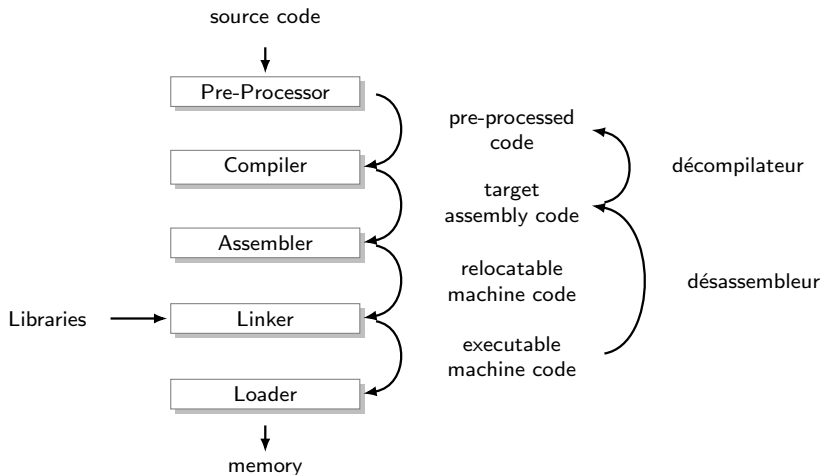 source code
Pre-Processor
pre-processed
code
Compiler
décompilateur
target
assembly code
Assembler
relocatable
machine code
désassembleur
Libraries
Linker
executable
machine code
Loader
memory